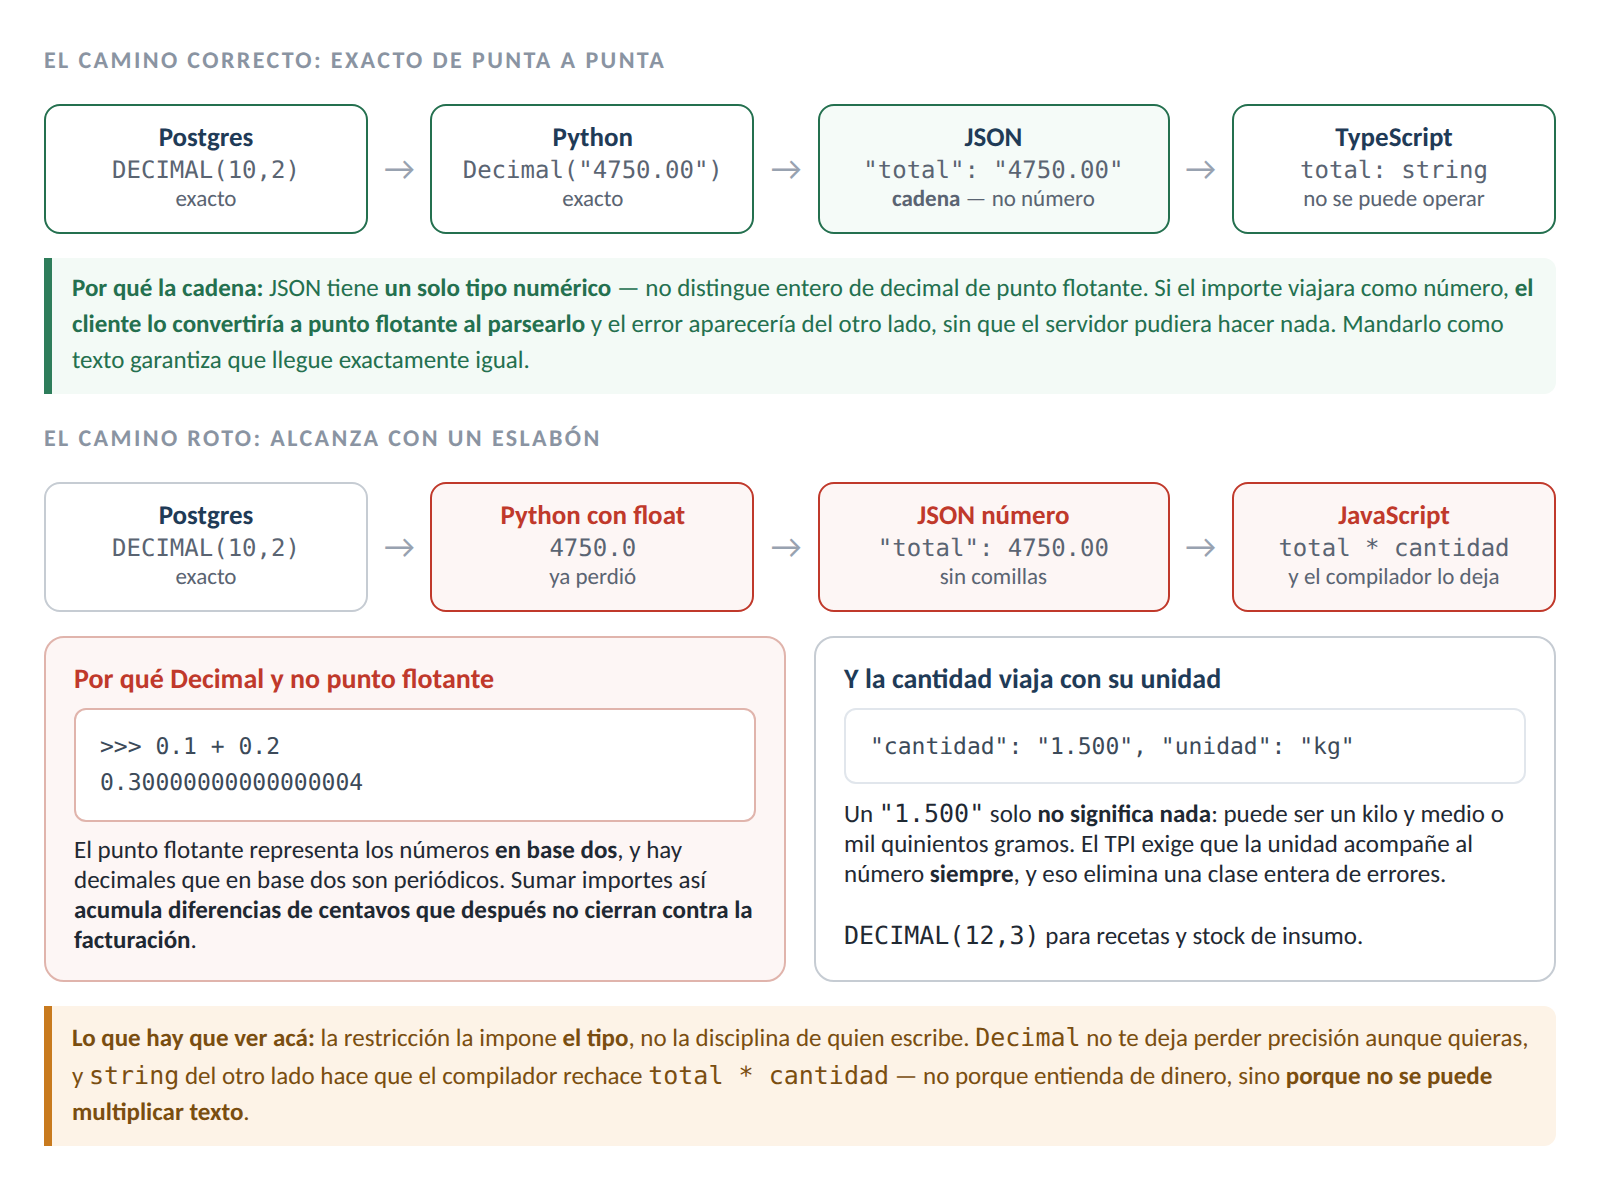 EL CAMINO CORRECTO: EXACTO DE PUNTA A PUNTA
Postgres
DECIMAL(10,2)
exacto
→
Python
Decimal("4750.00")
exacto
→
JSON
"total": "4750.00"
cadena — no número
→
TypeScript
total: string
no se puede operar
Por qué la cadena: JSON tiene un solo tipo numérico — no distingue entero de decimal de punto flotante. Si el importe viajara como número, el
cliente lo convertiría a punto flotante al parsearlo y el error aparecería del otro lado, sin que el servidor pudiera hacer nada. Mandarlo como
texto garantiza que llegue exactamente igual.
EL CAMINO ROTO: ALCANZA CON UN ESLABÓN
Postgres
DECIMAL(10,2)
exacto
→
Python con float
4750.0
ya perdió
→
JSON número
"total": 4750.00
sin comillas
→
JavaScript
total * cantidad
y el compilador lo deja
Por qué Decimal y no punto flotante
>>> 0.1 + 0.2
0.30000000000000004
El punto flotante representa los números en base dos, y hay
decimales que en base dos son periódicos. Sumar importes así
acumula diferencias de centavos que después no cierran contra la
facturación.
Y la cantidad viaja con su unidad
"cantidad": "1.500", "unidad": "kg"
Un "1.500" solo no significa nada: puede ser un kilo y medio o
mil quinientos gramos. El TPI exige que la unidad acompañe al
número siempre, y eso elimina una clase entera de errores.
DECIMAL(12,3) para recetas y stock de insumo.
Lo que hay que ver acá: la restricción la impone el tipo, no la disciplina de quien escribe. Decimal no te deja perder precisión aunque quieras,
y string del otro lado hace que el compilador rechace total * cantidad — no porque entienda de dinero, sino porque no se puede
multiplicar texto.